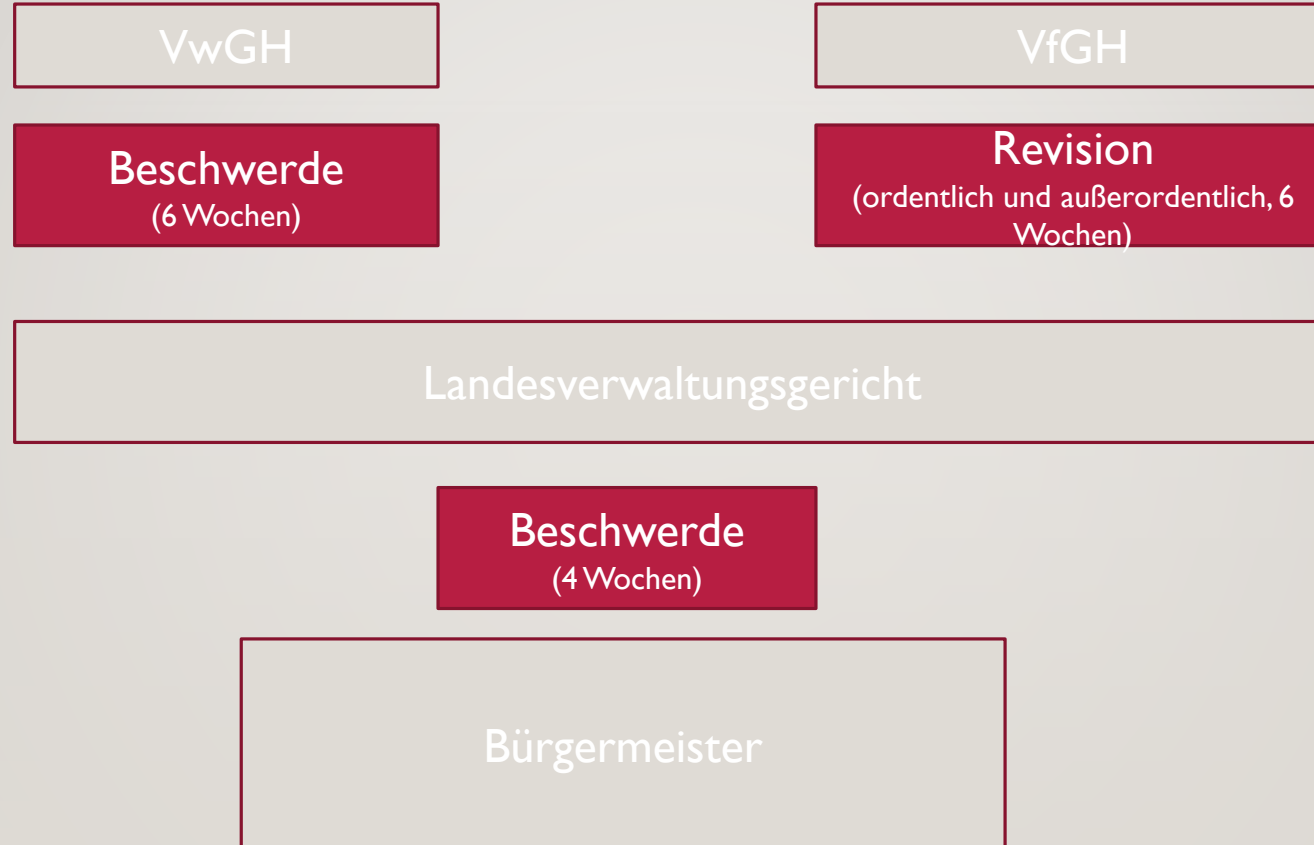 VwGH
VfGH
Beschwerde
(6 Wochen)
Revision
(ordentlich und außerordentlich, 6
Wochen)
Landesverwaltungsgericht
Beschwerde
(4 Wochen)
Bürgermeister